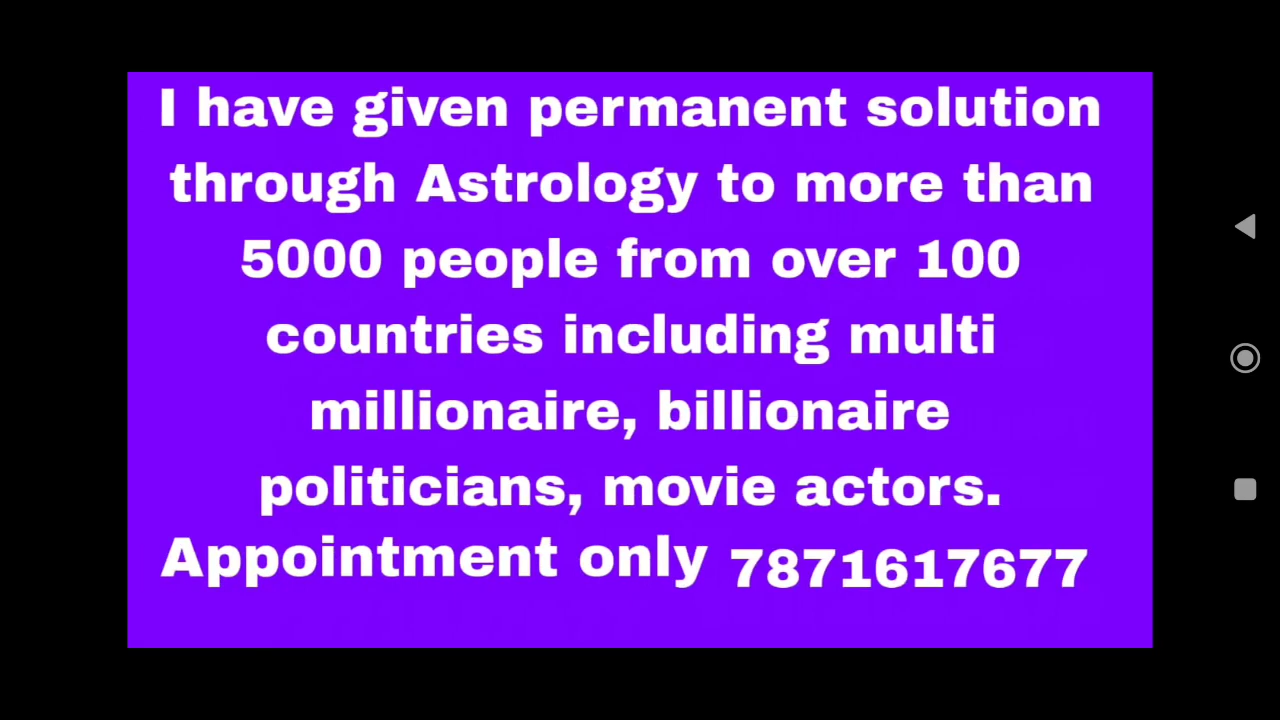 I have given permanent solution
through Astrology to more than
5000 people from over 100
countries including multi
millionaire, billionaire
politicians, movie actors.
Appointment only 7871617677